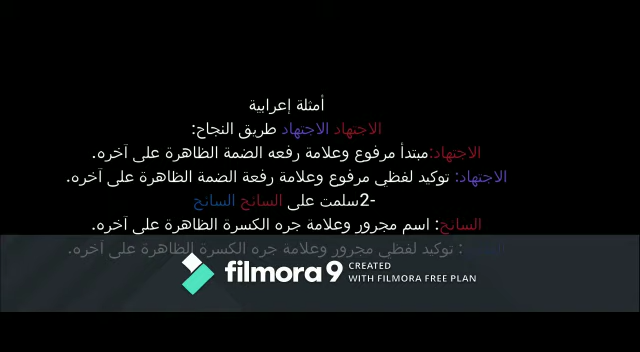 أمثلة إعرابية
الاجتهاد الاجتهاد طريق النجاح:
الاجتهاد:مبتدأ مرفوع وعلامة رفعه الضمة الظاهرة على آخره.
الاجتهاد: توكيد لفظي مرفوع وعلامة رفعة الضمة الظاهرة على آخره.
-2سلمت على السائح السائح
السائح: اسم مجرور وعلامة جره الكسرة الظاهرة على آخره.
: توكيد لفظي مجرور وعلامة جره الكسرة الظاهرة على آخره.
filmora 9 CREATED
WITH FILMORA FREE PLAN